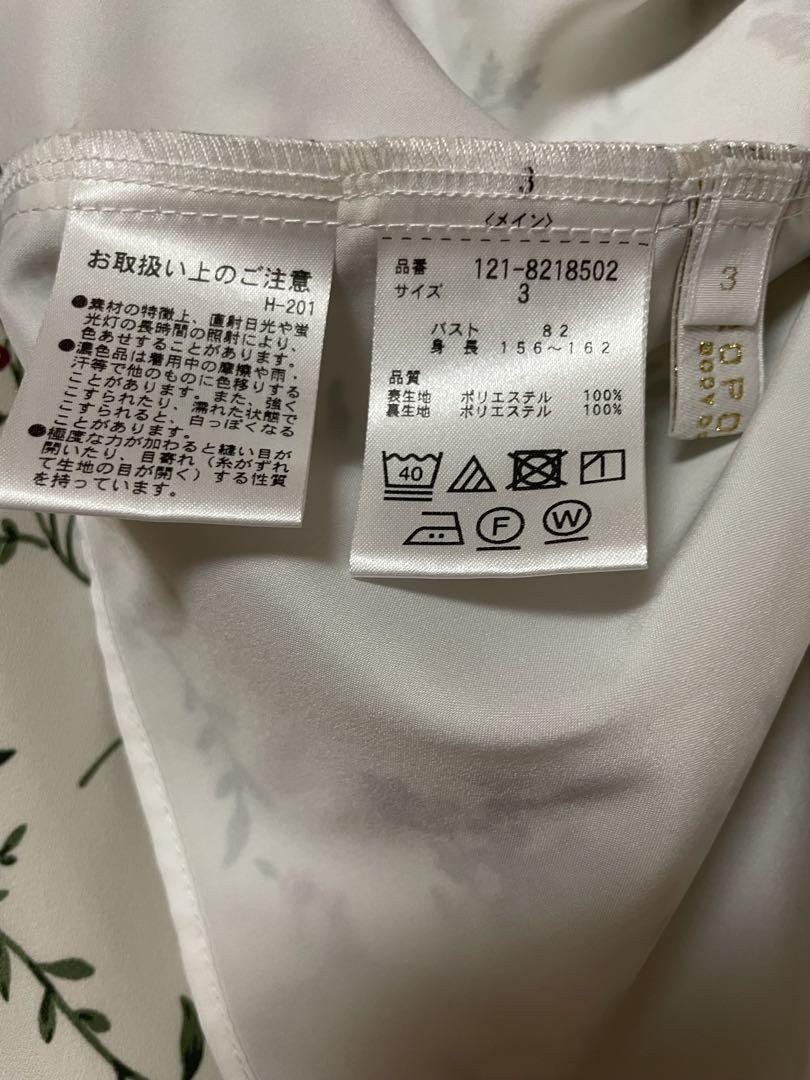 お取扱い上のご注意
H-201
●素材の特徴上、直射日光や蛍
光灯の長時間の照射により、
色あせすることがあります。
●濃色品は着用中の摩擦や雨・
汗等で他のものに色移りする
ことがあります。また、強く
こすられたり、濡れた状態で
こすられると、白っぽくなる
ことがあります。
●極度な力が加わると縫い目が
開いたり、目寄れ（糸がずれ
て生地の目が開く）する性質
を持っています。
3
〈メイン〉
品番 121-8218502
サイズ 3
バスト 82
身長 156～162
品質
表生地 ポリエステル 100%
裏生地 ポリエステル 100%
40
F
W
3